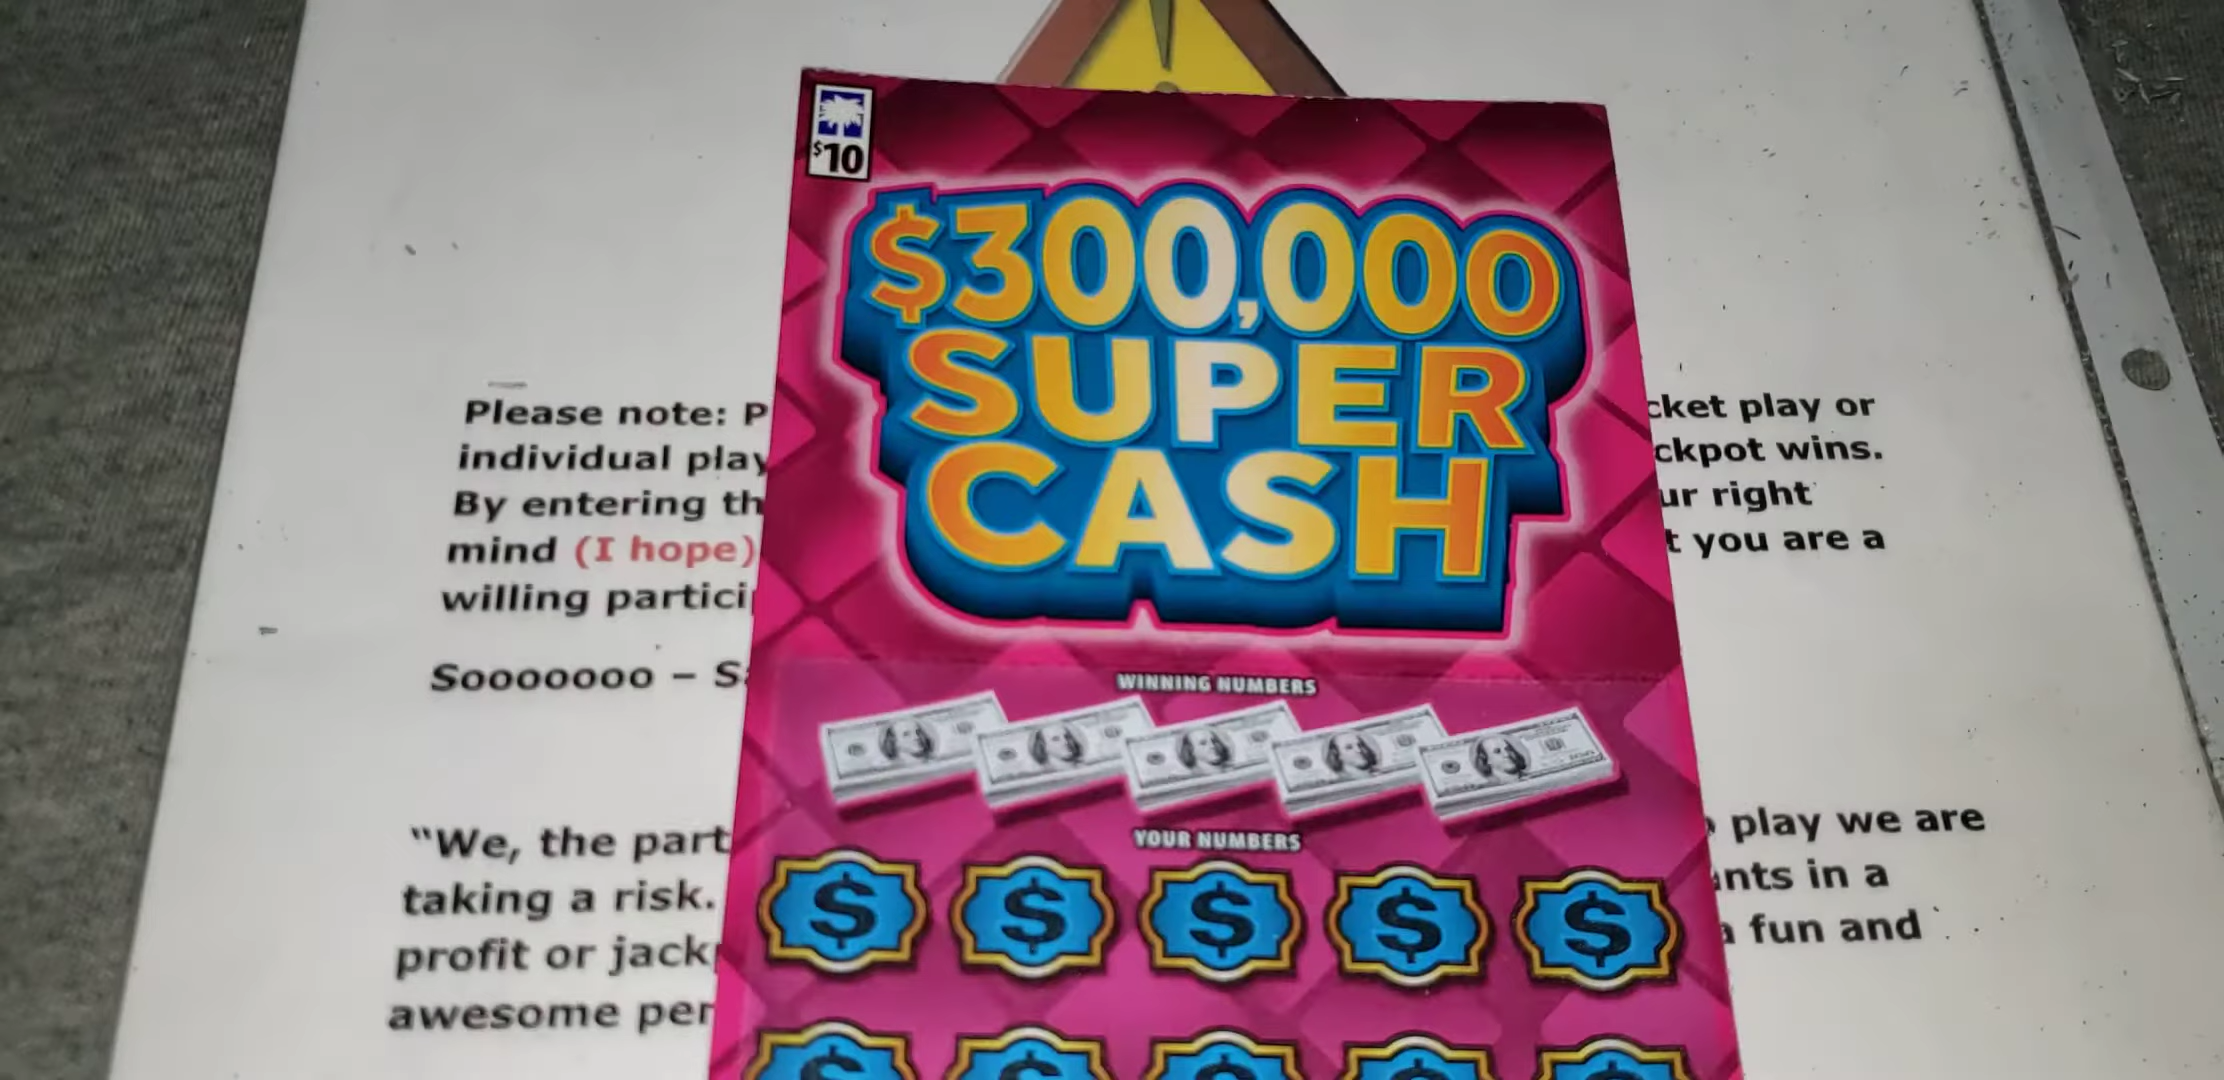 $10
$300,000
SUPER
CASH
WINNING NUMBERS
YOUR NUMBERS
$ $ $ $ $
$ $ $ $ $
Please note: P
individual play
By entering th
mind (I hope)
willing partici
Sooooooo – S
"We, the part
taking a risk.
profit or jack
awesome per
cket play or
ckpot wins.
ur right
t you are a
play we are
nts in a
a fun and